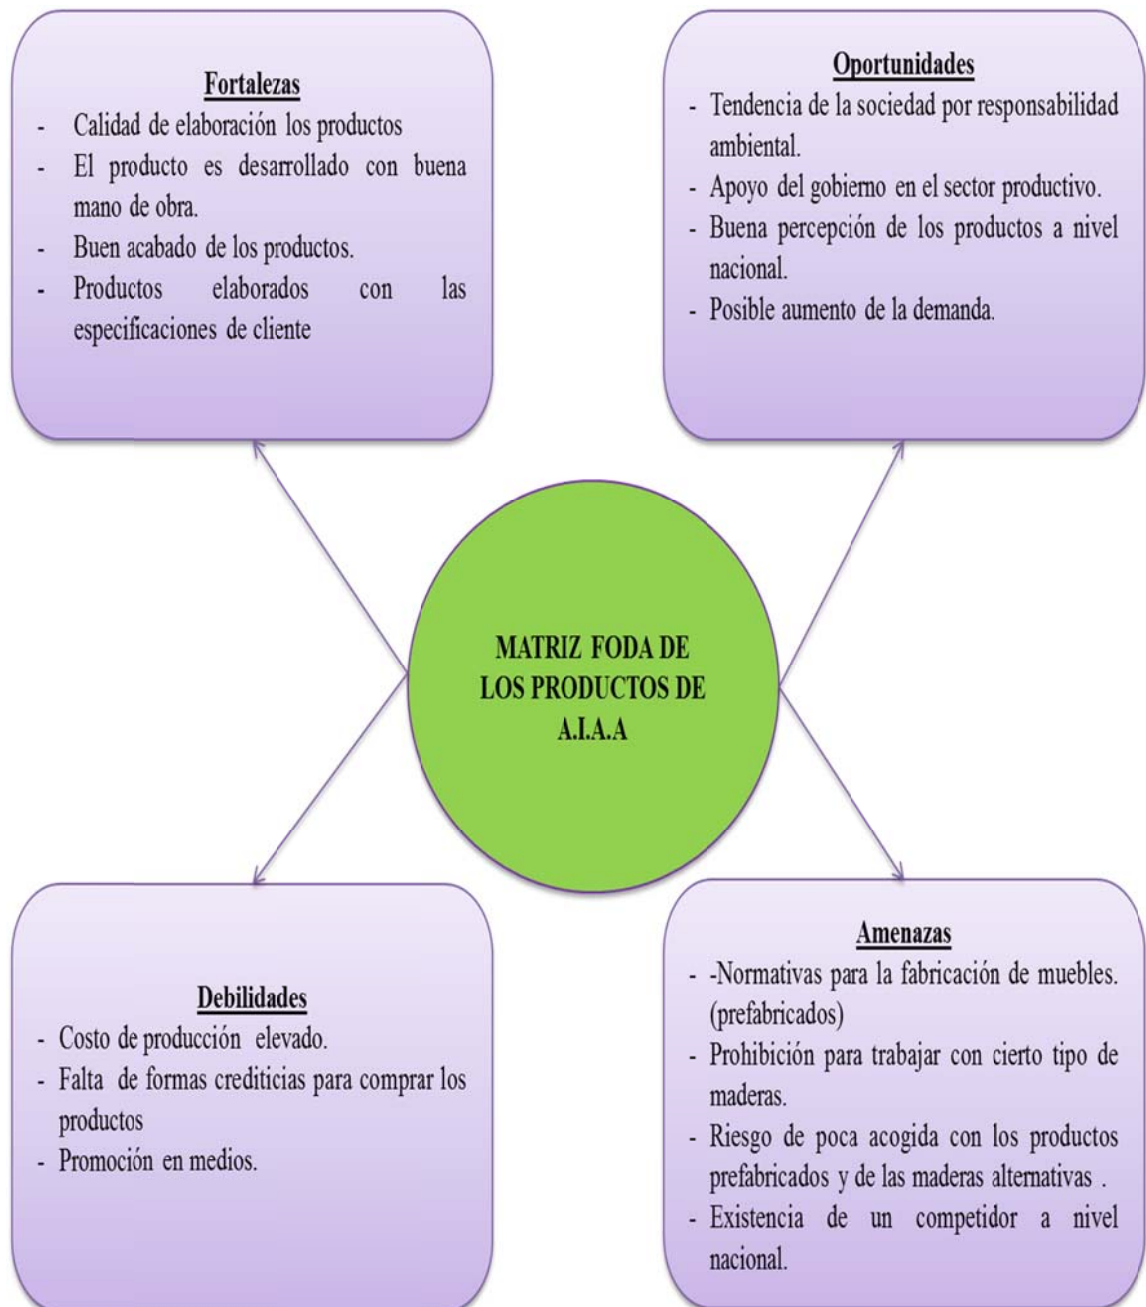 Fortalezas
- Calidad de elaboración los productos
- El producto es desarrollado con buena
mano de obra.
- Buen acabado de los productos.
- Productos elaborados con las
especificaciones de cliente
Oportunidades
- Tendencia de la sociedad por responsabilidad
ambiental.
- Apoyo del gobierno en el sector productivo.
- Buena percepción de los productos a nivel
nacional.
- Posible aumento de la demanda.
MATRIZ FODA DE
LOS PRODUCTOS DE
A.I.A.A
Debilidades
- Costo de producción elevado.
- Falta de formas crediticias para comprar los
productos
- Promoción en medios.
Amenazas
- -Normativas para la fabricación de muebles.
(prefabricados)
- Prohibición para trabajar con cierto tipo de
maderas.
- Riesgo de poca acogida con los productos
prefabricados y de las maderas alternativas .
- Existencia de un competidor a nivel
nacional.